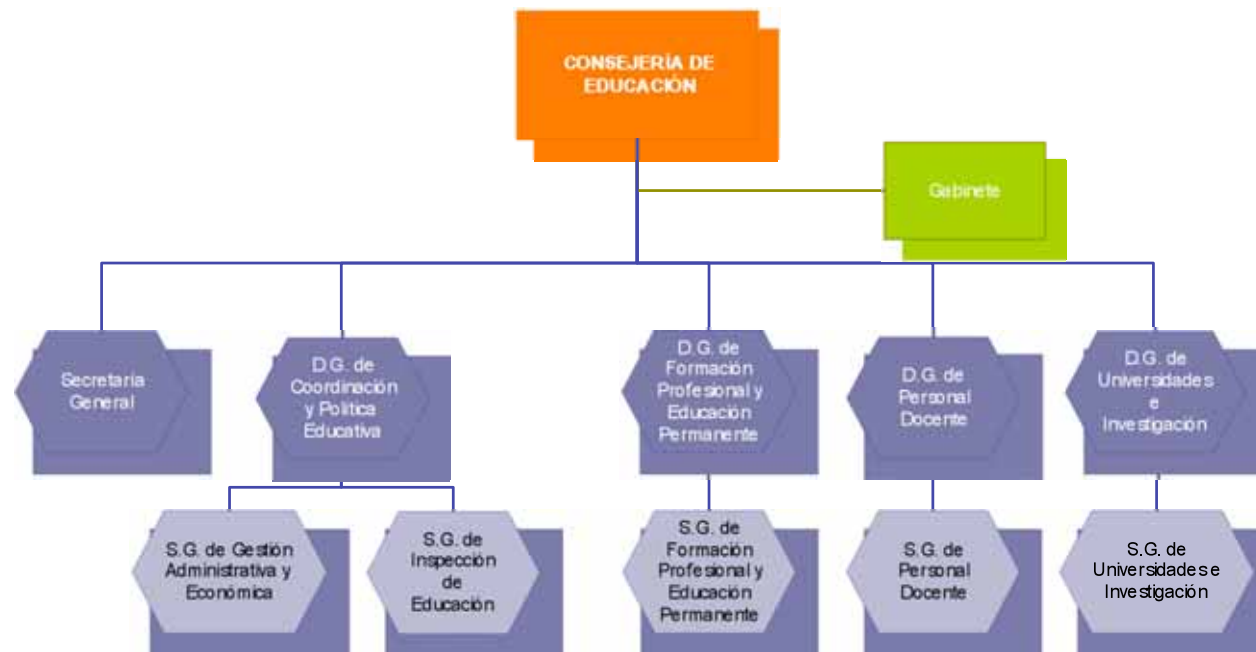 CONSEJERÍA DE
EDUCACIÓN
Gabinete
Secretaría
General
D.G. de
Coordinación
y Política
Educativa
D.G. de
Formación
Profesional y
Educación
Permanente
D.G. de
Personal
Docente
D.G. de
Universidades
e
Investigación
S.G. de Gestión
Administrativa y
Económica
S.G. de
Inspección
de
Educación
S.G. de
Formación
Profesional y
Educación
Permanente
S.G. de
Personal
Docente
S.G. de
Universidades e
Investigación